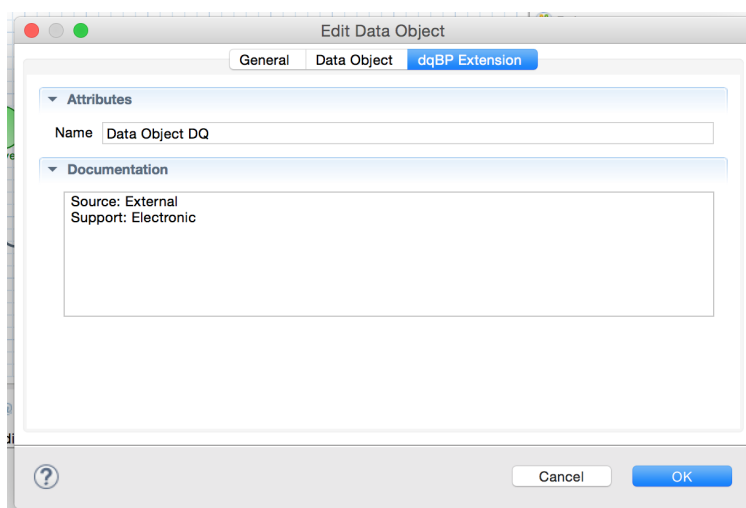 Edit Data Object
General Data Object dqBP Extension
Attributes
Name Data Object DQ
Documentation
Source: External
Support: Electronic
? Cancel OK